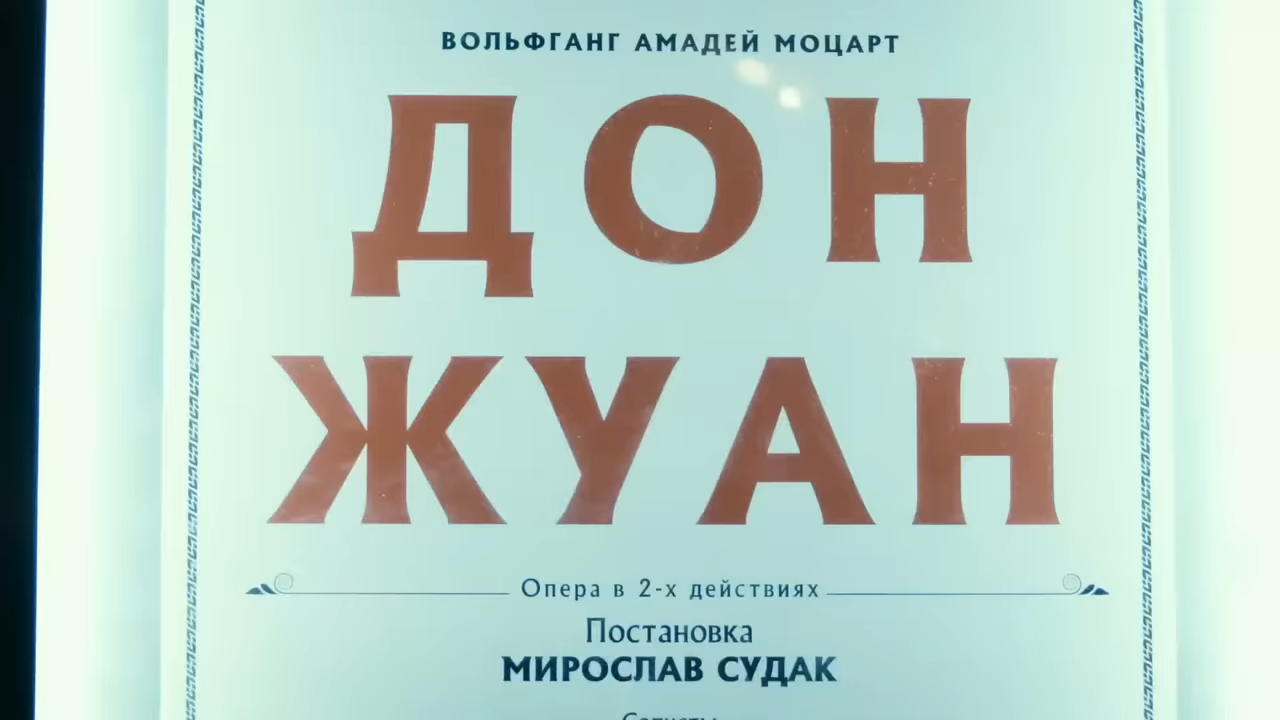 ВОЛЬФГАНГ АМАДЕЙ МОЦАРТ
ДОН
ЖУАН
Опера в 2-х действиях
Постановка
МИРОСЛАВ СУДАК